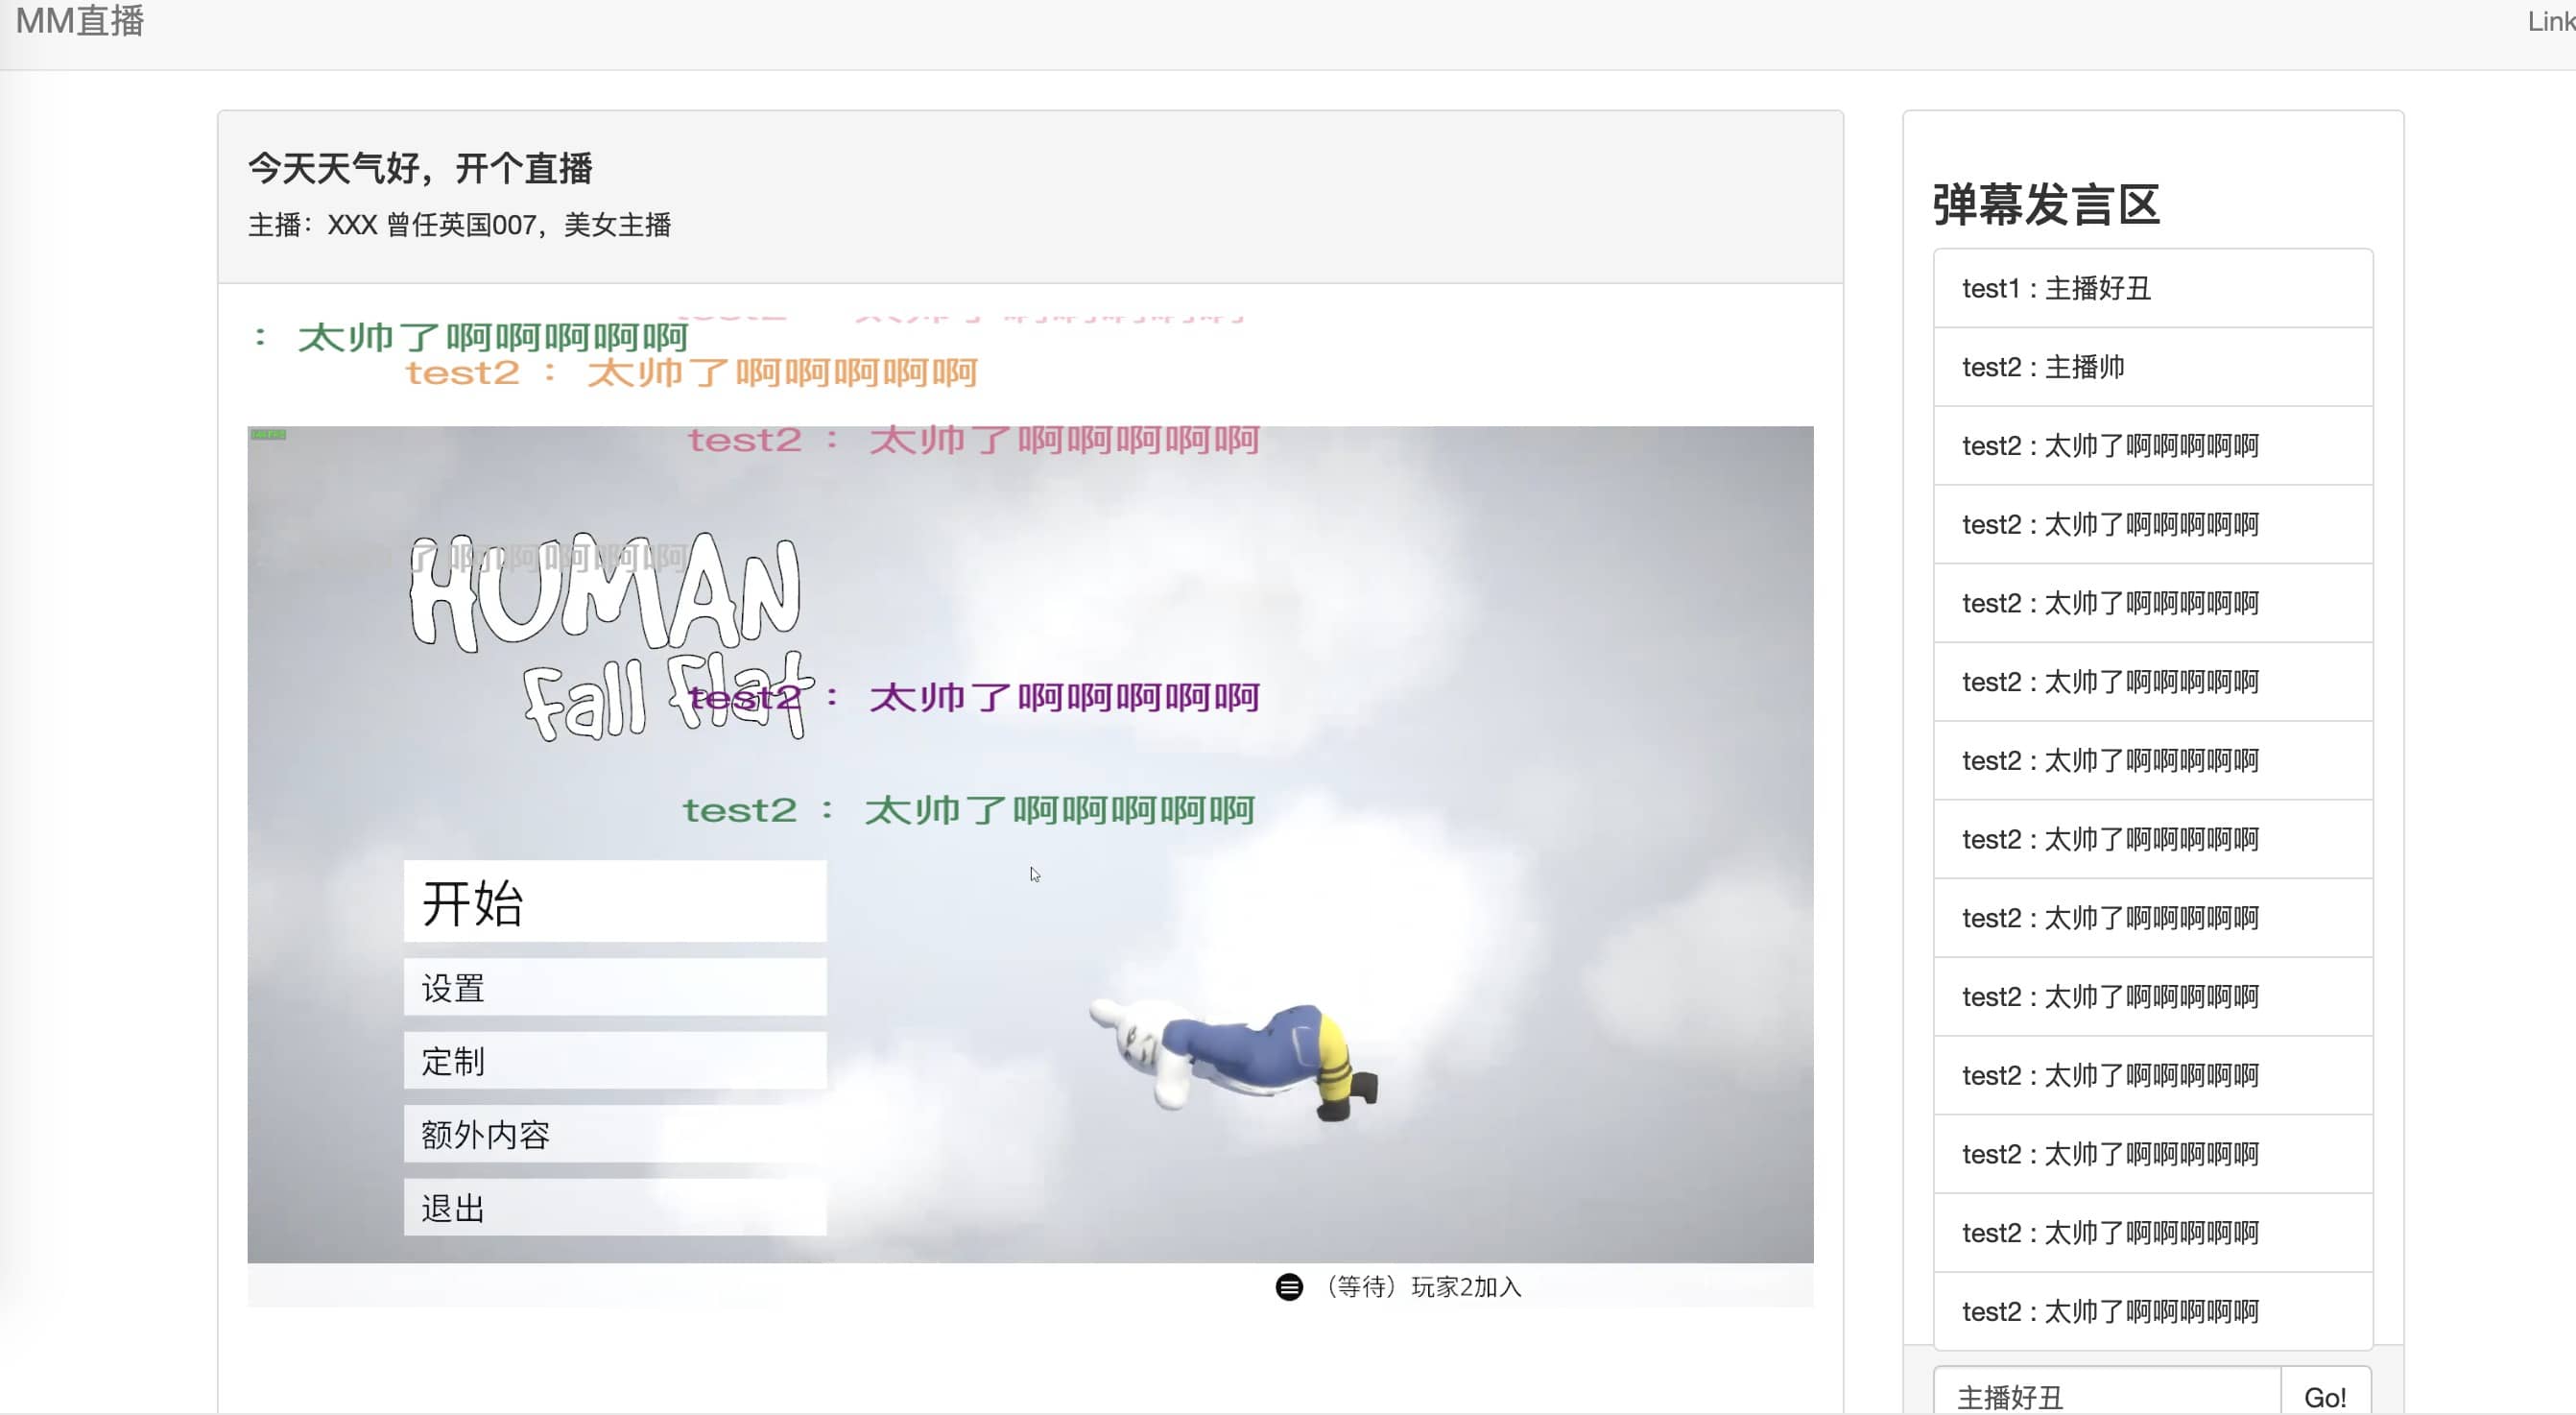 MM直播
Link
今天天气好，开个直播
主播：XXX 曾任英国007，美女主播
： 太帅了啊啊啊啊啊
test2 ： 太帅了啊啊啊啊啊
test2 ： 太帅了啊啊啊啊啊
了啊啊啊啊啊
HUMAN
fall flat
test2 ： 太帅了啊啊啊啊啊
test2 ： 太帅了啊啊啊啊啊
开始
设置
定制
额外内容
退出
（等待）玩家2加入
弹幕发言区
test1 : 主播好丑
test2 : 主播帅
test2 : 太帅了啊啊啊啊啊
test2 : 太帅了啊啊啊啊啊
test2 : 太帅了啊啊啊啊啊
test2 : 太帅了啊啊啊啊啊
test2 : 太帅了啊啊啊啊啊
test2 : 太帅了啊啊啊啊啊
test2 : 太帅了啊啊啊啊啊
test2 : 太帅了啊啊啊啊啊
test2 : 太帅了啊啊啊啊啊
test2 : 太帅了啊啊啊啊啊
test2 : 太帅了啊啊啊啊啊
test2 : 太帅了啊啊啊啊啊
主播好丑
Go!